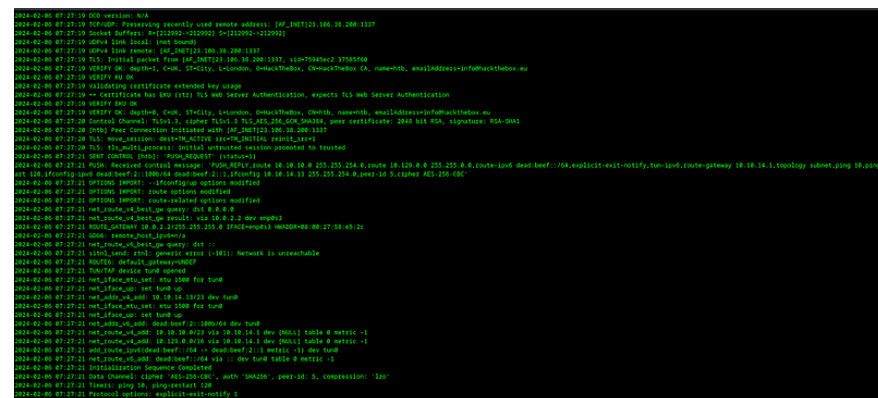 2024-02-06 07:27:19 DCO version: N/A
2024-02-06 07:27:19 TCP/UDP: Preserving recently used remote address: [AF_INET]23.106.38.200:1337
2024-02-06 07:27:19 Socket Buffers: R=[212992->212992] S=[212992->212992]
2024-02-06 07:27:19 UDPv4 link local: (not bound)
2024-02-06 07:27:19 UDPv4 link remote: [AF_INET]23.106.38.200:1337
2024-02-06 07:27:19 TLS: Initial packet from [AF_INET]23.106.38.200:1337, sid=75945ec2 37585f60
2024-02-06 07:27:19 VERIFY OK: depth=1, C=UK, ST=City, L=London, O=HackTheBox, CN=HackTheBox CA, name=htb, emailAddress=info@hackthebox.eu
2024-02-06 07:27:19 VERIFY KU OK
2024-02-06 07:27:19 Validating certificate extended key usage
2024-02-06 07:27:19 ++ Certificate has EKU (str) TLS Web Server Authentication, expects TLS Web Server Authentication
2024-02-06 07:27:19 VERIFY EKU OK
2024-02-06 07:27:19 VERIFY OK: depth=0, C=UK, ST=City, L=London, O=HackTheBox, CN=htb, name=htb, emailAddress=info@hackthebox.eu
2024-02-06 07:27:20 Control Channel: TLSv1.3, cipher TLSv1.3 TLS_AES_256_GCM_SHA384, peer certificate: 2048 bit RSA, signature: RSA-SHA1
2024-02-06 07:27:20 [htb] Peer Connection Initiated with [AF_INET]23.106.38.200:1337
2024-02-06 07:27:20 TLS: move_session: dest=TM_ACTIVE src=TM_INITIAL reinit_src=1
2024-02-06 07:27:20 TLS: tls_multi_process: initial untrusted session promoted to trusted
2024-02-06 07:27:21 SENT CONTROL [htb]: 'PUSH_REQUEST' (status=1)
2024-02-06 07:27:21 PUSH: Received control message: 'PUSH_REPLY,route 10.10.10.0 255.255.254.0,route 10.129.0.0 255.255.0.0,route-ipv6 dead:beef::/64,explicit-exit-notify,tun-ipv6,route-gateway 10.10.14.1,topology subnet,ping 10,ping
art 120,ifconfig-ipv6 dead:beef:2::100b/64 dead:beef:2::1,ifconfig 10.10.14.13 255.255.254.0,peer-id 5,cipher AES-256-CBC'
2024-02-06 07:27:21 OPTIONS IMPORT: --ifconfig/up options modified
2024-02-06 07:27:21 OPTIONS IMPORT: route options modified
2024-02-06 07:27:21 OPTIONS IMPORT: route-related options modified
2024-02-06 07:27:21 net_route_v4_best_gw query: dst 0.0.0.0
2024-02-06 07:27:21 net_route_v4_best_gw result: via 10.0.2.2 dev enp0s3
2024-02-06 07:27:21 ROUTE_GATEWAY 10.0.2.2/255.255.255.0 IFACE=enp0s3 HWADDR=08:00:27:58:e5:2c
2024-02-06 07:27:21 GDG6: remote_host_ipv6=n/a
2024-02-06 07:27:21 net_route_v6_best_gw query: dst ::
2024-02-06 07:27:21 sitnl_send: rtnl: generic error (-101): Network is unreachable
2024-02-06 07:27:21 ROUTE6: default_gateway=UNDEF
2024-02-06 07:27:21 TUN/TAP device tun0 opened
2024-02-06 07:27:21 net_iface_mtu_set: mtu 1500 for tun0
2024-02-06 07:27:21 net_iface_up: set tun0 up
2024-02-06 07:27:21 net_addr_v4_add: 10.10.14.13/23 dev tun0
2024-02-06 07:27:21 net_iface_mtu_set: mtu 1500 for tun0
2024-02-06 07:27:21 net_iface_up: set tun0 up
2024-02-06 07:27:21 net_addr_v6_add: dead:beef:2::100b/64 dev tun0
2024-02-06 07:27:21 net_route_v4_add: 10.10.10.0/23 via 10.10.14.1 dev [NULL] table 0 metric -1
2024-02-06 07:27:21 net_route_v4_add: 10.129.0.0/16 via 10.10.14.1 dev [NULL] table 0 metric -1
2024-02-06 07:27:21 add_route_ipv6(dead:beef::/64 -> dead:beef:2::1 metric -1) dev tun0
2024-02-06 07:27:21 net_route_v6_add: dead:beef::/64 via :: dev tun0 table 0 metric -1
2024-02-06 07:27:21 Initialization Sequence Completed
2024-02-06 07:27:21 Data Channel: cipher 'AES-256-CBC', auth 'SHA256', peer-id: 5, compression: 'lzo'
2024-02-06 07:27:21 Timers: ping 10, ping-restart 120
2024-02-06 07:27:21 Protocol options: explicit-exit-notify 1